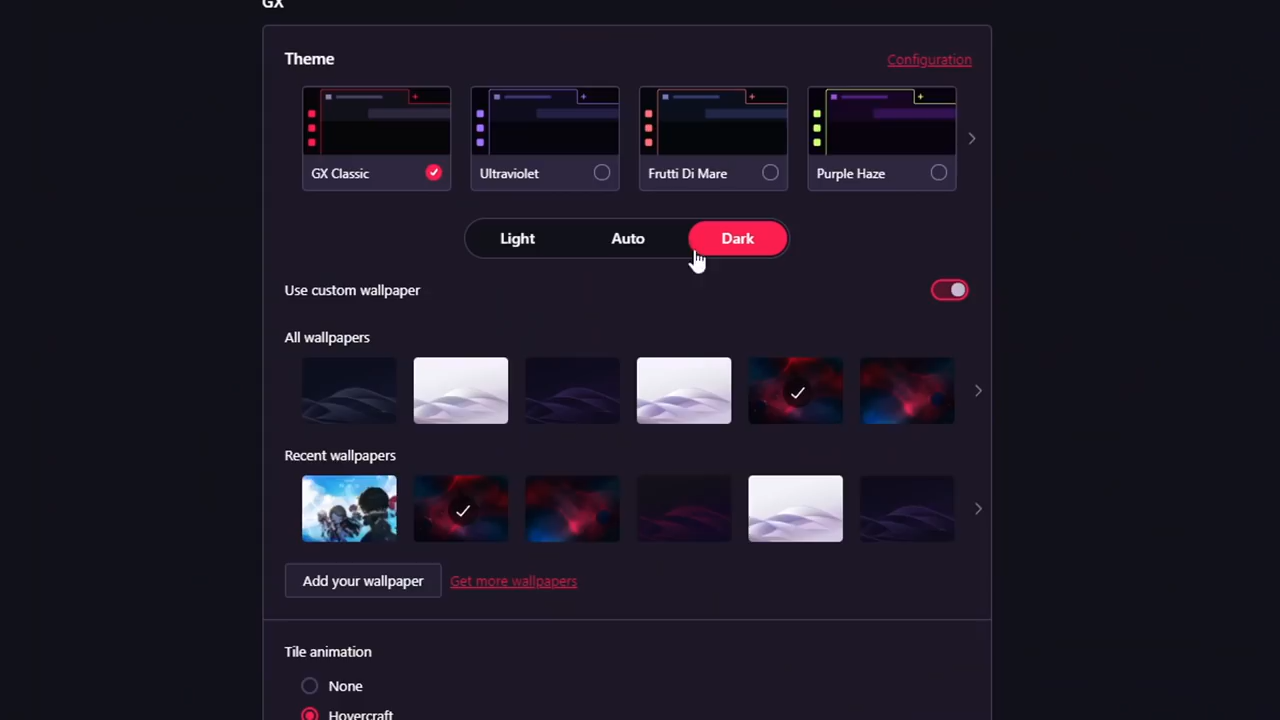 GX
Theme
Configuration
GX Classic
Ultraviolet
Frutti Di Mare
Purple Haze
Light
Auto
Dark
Use custom wallpaper
All wallpapers
Recent wallpapers
Add your wallpaper
Get more wallpapers
Tile animation
None
Hovercraft